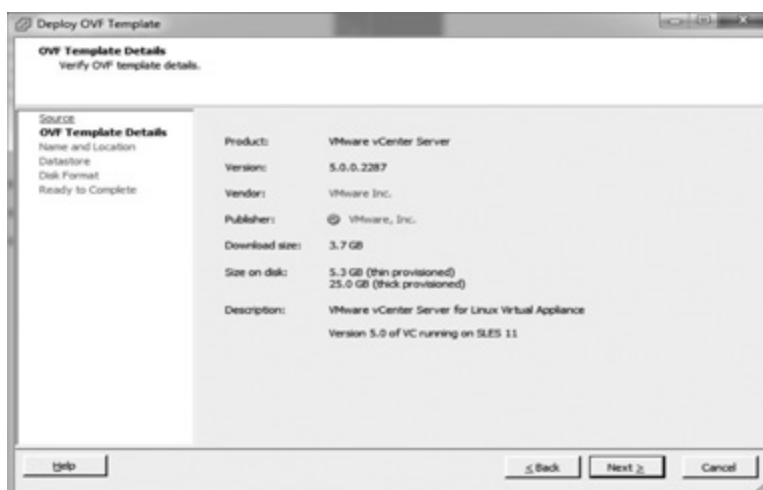 Deploy OVF Template
OVF Template Details
Verify OVF template details.
Source
OVF Template Details
Name and Location
Datastore
Disk Format
Ready to Complete
Product: VMware vCenter Server
Version: 5.0.0.2287
Vendor: VMware Inc.
Publisher: VMware, Inc.
Download size: 3.7 GB
Size on disk: 5.3 GB (thin provisioned)
25.0 GB (thick provisioned)
Description: VMware vCenter Server for Linux Virtual Appliance
Version 5.0 of VC running on SLES 11
Help
≤ Back
Next ≥
Cancel